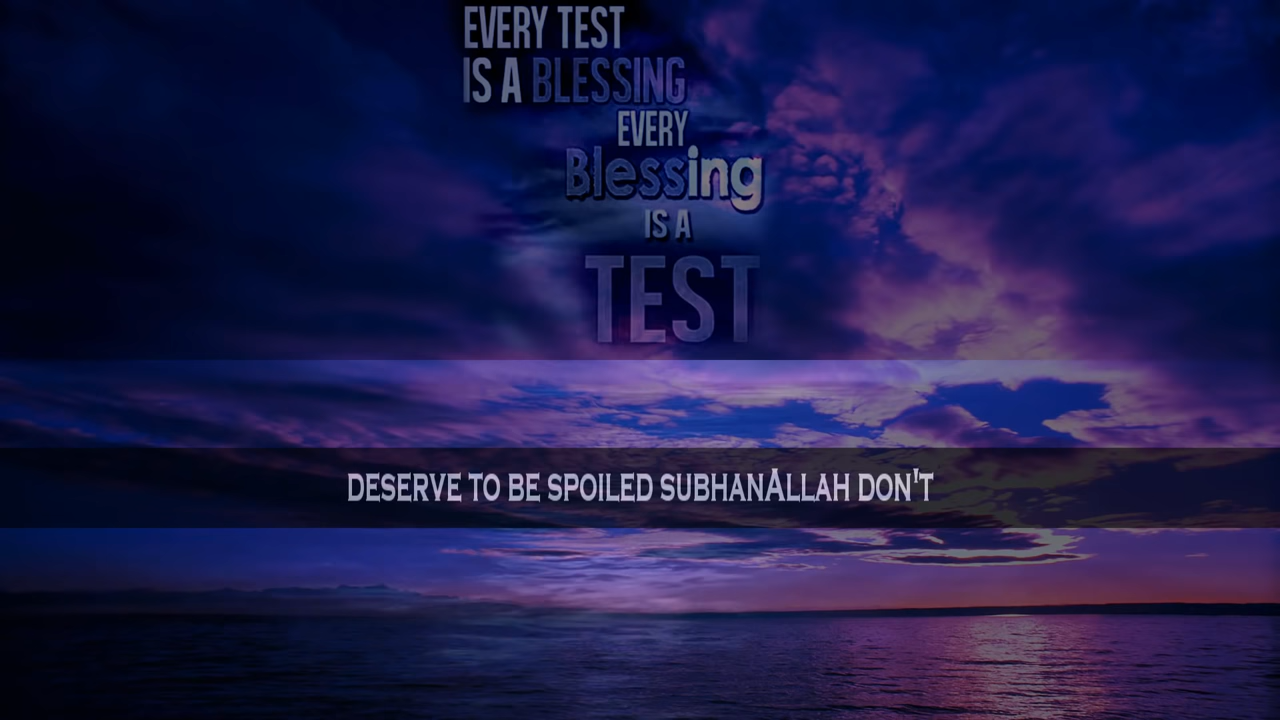 EVERY TEST
IS A BLESSING
EVERY
Blessing
IS A
TEST
DESERVE TO BE SPOILED SUBHANALLAH DON'T